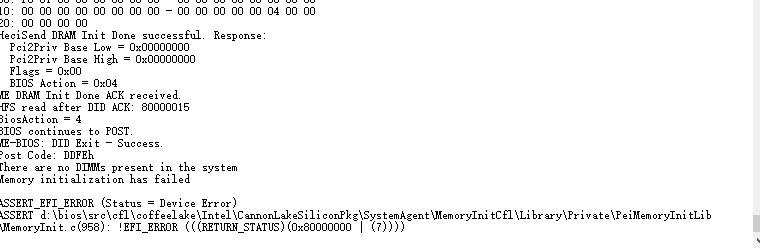 10: 00 00 00 00 00 00 00 00 - 00 00 00 00 00 04 00 00
20: 00 00 00 00
HeciSend DRAM Init Done successful. Response:
Pci2Priv Base Low = 0x00000000
Pci2Priv Base High = 0x00000000
Flags = 0x00
BIOS Action = 0x04
ME DRAM Init Done ACK received.
HFS read after DID ACK: 80000015
BiosAction = 4
BIOS continues to POST.
ME-BIOS: DID Exit - Success.
Post Code: DDFEh
There are no DIMMs present in the system
Memory initialization has failed
ASSERT_EFI_ERROR (Status = Device Error)
ASSERT d:\bios\src\cfl\coffeelake\Intel\CannonLakeSiliconPkg\SystemAgent\MemoryInitCfl\Library\Private\PeiMemoryInitLib
\MemoryInit.c(958): !EFI_ERROR (((RETURN_STATUS)(0x80000000 | (7))))